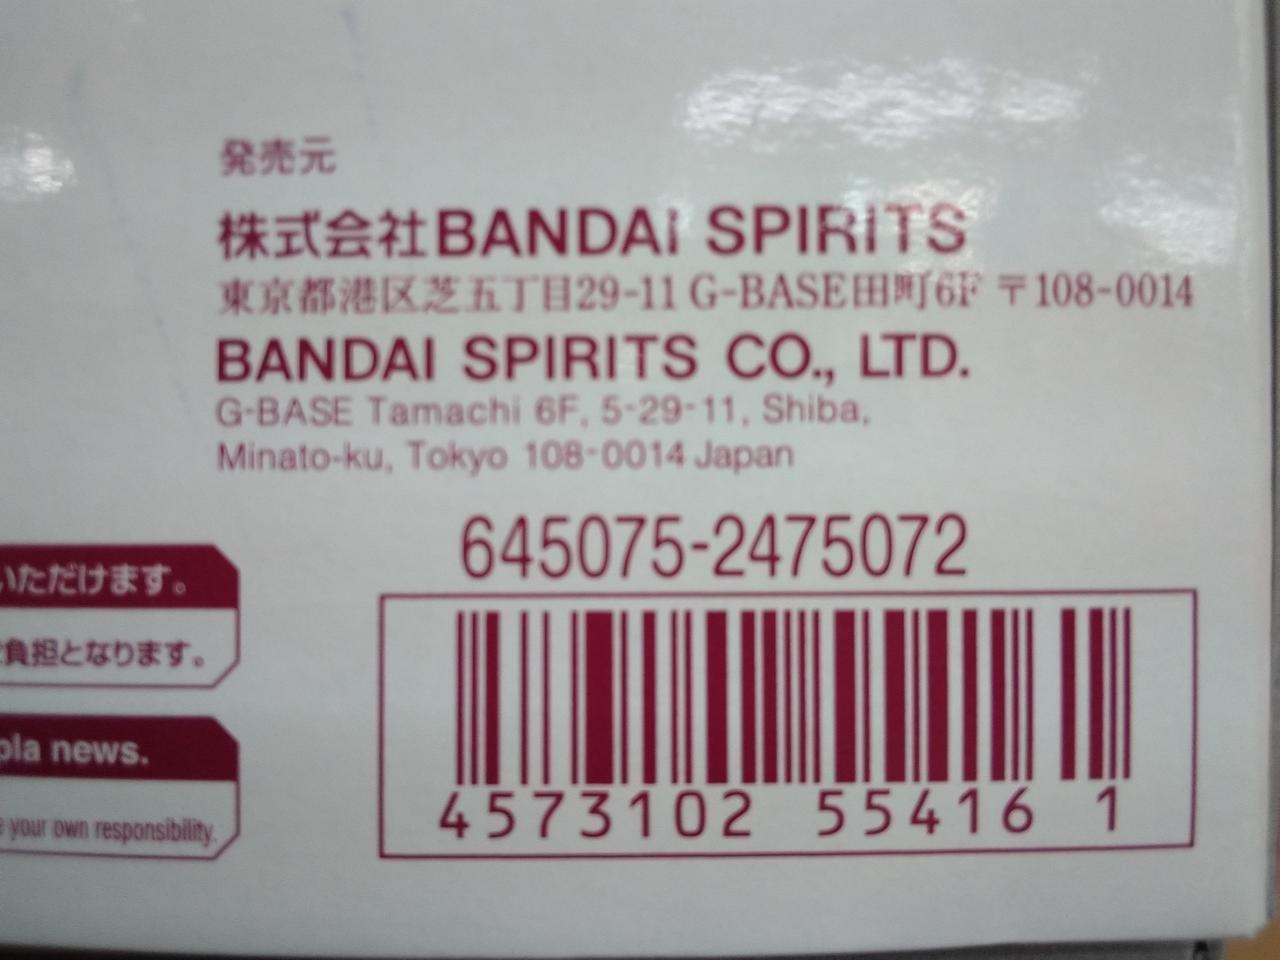 発売元
株式会社BANDAI SPIRITS
東京都港区芝五丁目29-11 G-BASE田町6F 〒108-0014
BANDAI SPIRITS CO., LTD.
G-BASE Tamachi 6F, 5-29-11, Shiba,
Minato-ku, Tokyo 108-0014 Japan
645075-2475072
4573102 55416 1
いただけます。
負担となります。
pla news.
your own responsibility.